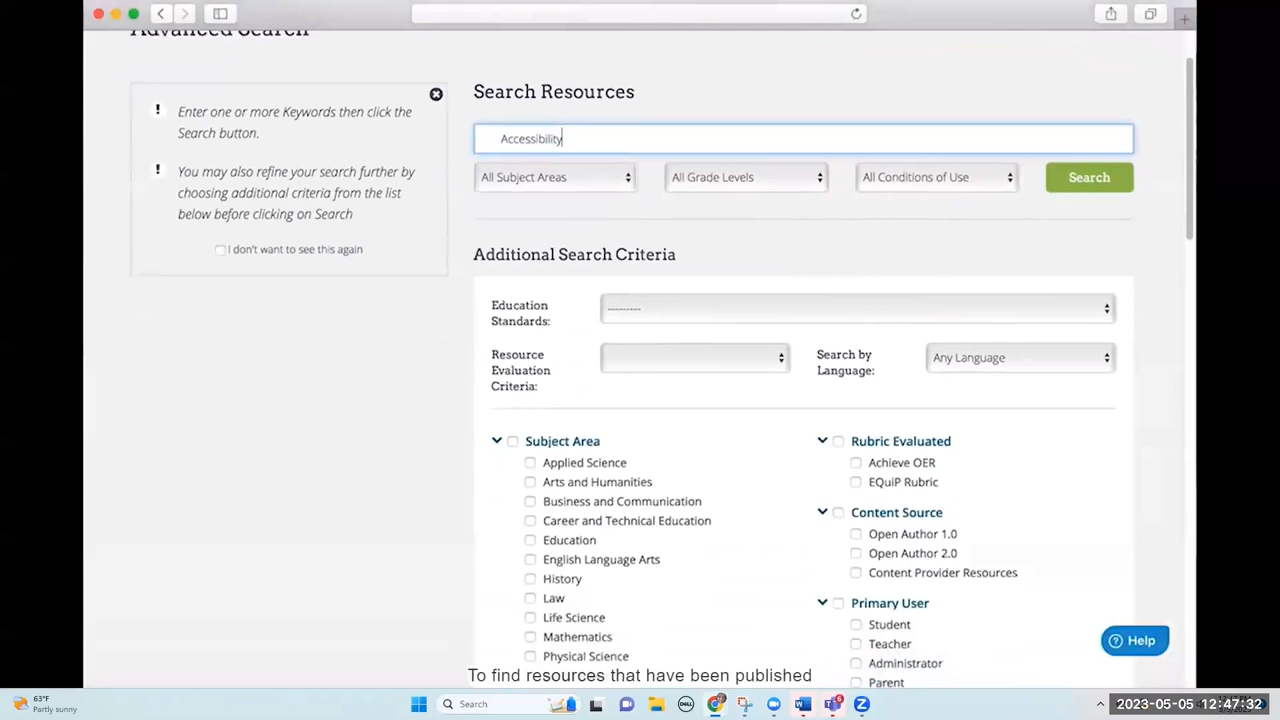 Advanced Search
Enter one or more Keywords then click the
Search button.
You may also refine your search further by
choosing additional criteria from the list
below before clicking on Search
I don't want to see this again
Search Resources
Accessibility
All Subject Areas
All Grade Levels
All Conditions of Use
Search
Additional Search Criteria
Education
Standards:
----------
Resource
Evaluation
Criteria:
Search by
Language:
Any Language
Subject Area
Applied Science
Arts and Humanities
Business and Communication
Career and Technical Education
Education
English Language Arts
History
Law
Life Science
Mathematics
Physical Science
Rubric Evaluated
Achieve OER
EQuiP Rubric
Content Source
Open Author 1.0
Open Author 2.0
Content Provider Resources
Primary User
Student
Teacher
Administrator
Parent
Help
To find resources that have been published
63°F
Partly sunny
Search
DELL
6
2023-05-05 12:47:32